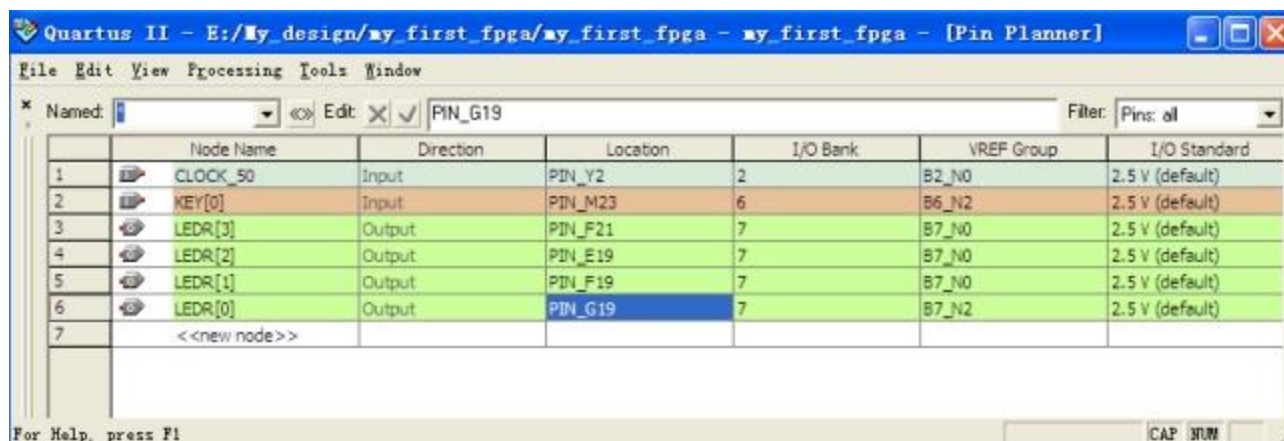 Quartus II - E:/My_design/my_first_fpga/my_first_fpga - my_first_fpga - [Pin Planner]
File Edit View Processing Tools Window
Named: * Edit: PIN_G19 Filter: Pins: all
Node Name Direction Location I/O Bank VREF Group I/O Standard
1 CLOCK_50 Input PIN_Y2 2 B2_N0 2.5 V (default)
2 KEY[0] Input PIN_M23 6 B6_N2 2.5 V (default)
3 LEDR[3] Output PIN_F21 7 B7_N0 2.5 V (default)
4 LEDR[2] Output PIN_E19 7 B7_N0 2.5 V (default)
5 LEDR[1] Output PIN_F19 7 B7_N0 2.5 V (default)
6 LEDR[0] Output PIN_G19 7 B7_N2 2.5 V (default)
7 <<new node>>
For Help, press F1 CAP NUM